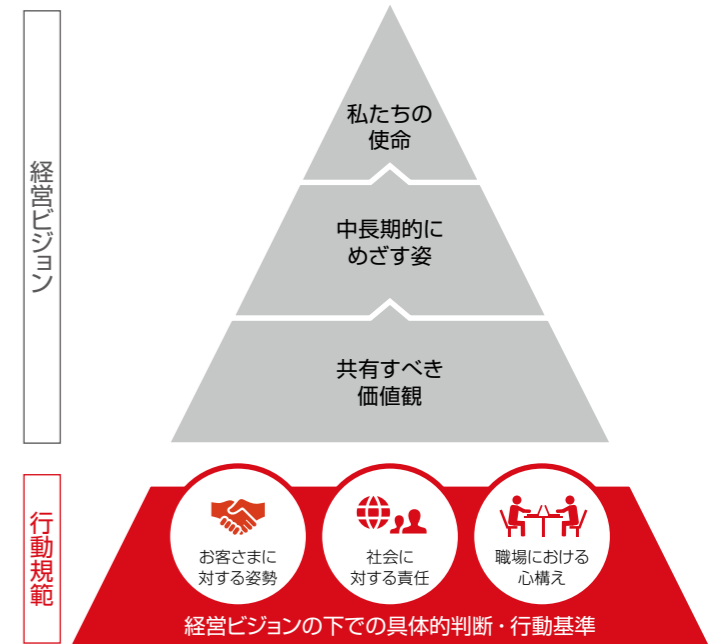 経営ビジョン
私たちの
使命
中長期的に
めざす姿
共有すべき
価値観
行動規範
お客さまに
対する姿勢
社会に
対する責任
職場における
心構え
経営ビジョンの下での具体的判断・行動基準